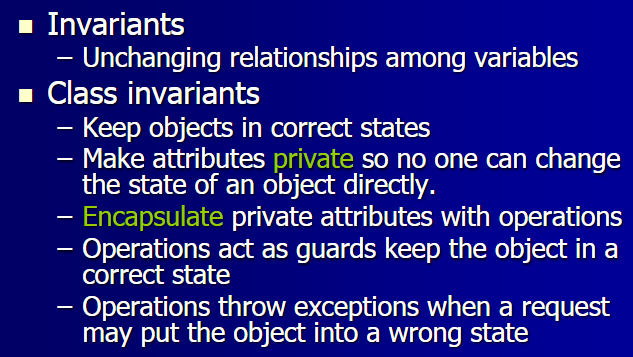 Invariants
– Unchanging relationships among variables
Class invariants
– Keep objects in correct states
– Make attributes private so no one can change
the state of an object directly.
– Encapsulate private attributes with operations
– Operations act as guards keep the object in a
correct state
– Operations throw exceptions when a request
may put the object into a wrong state